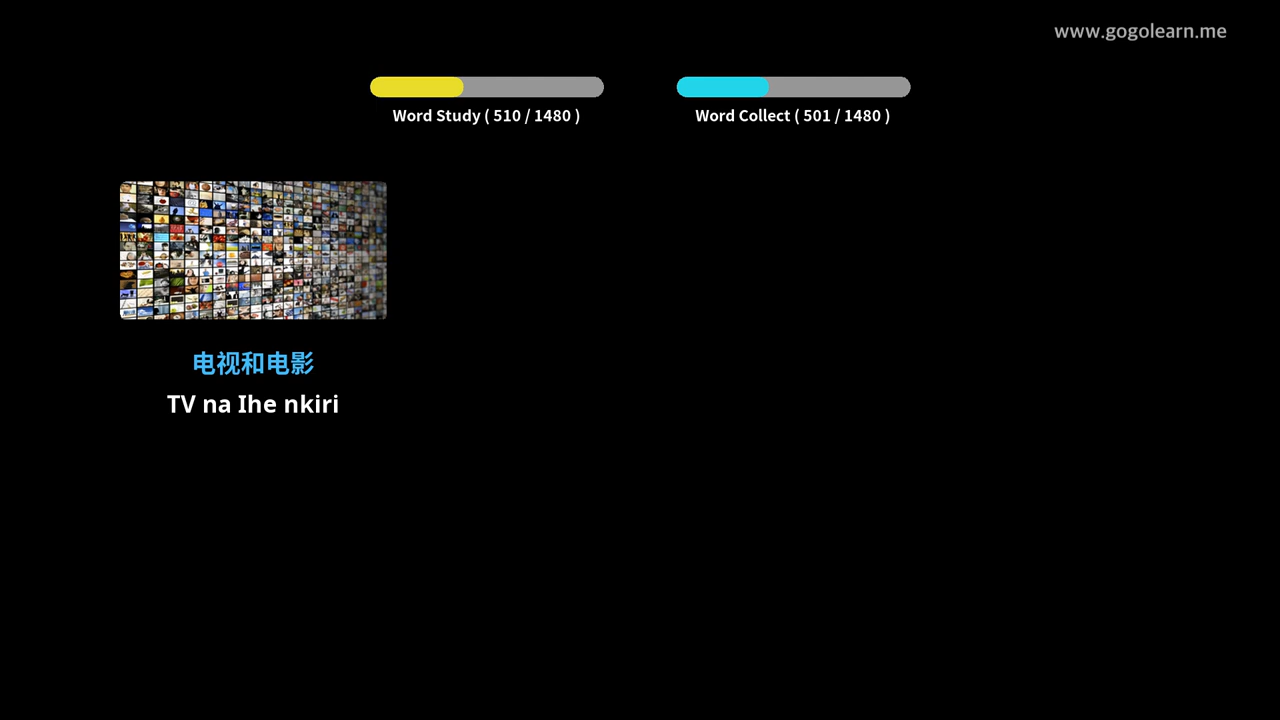 www.gogolearn.me
Word Study ( 510 / 1480 )
Word Collect ( 501 / 1480 )
电视和电影
TV na Ihe nkiri